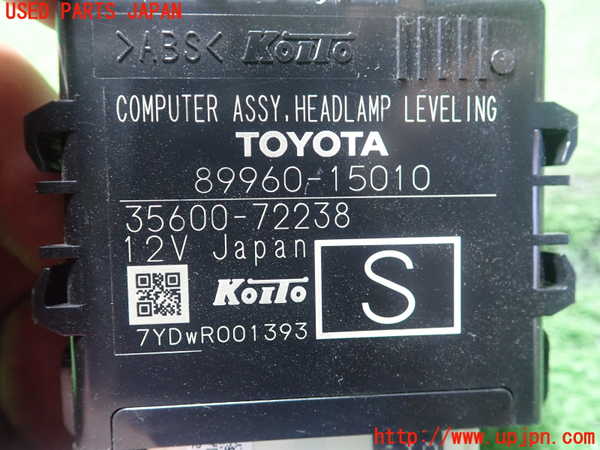 USED PARTS JAPAN
>ABS< KOITO
COMPUTER ASSY,HEADLAMP LEVELING
TOYOTA
89960-15010
35600-72238
12V Japan
KOITO
S
7YDwR001393
http://www.upjpn.com